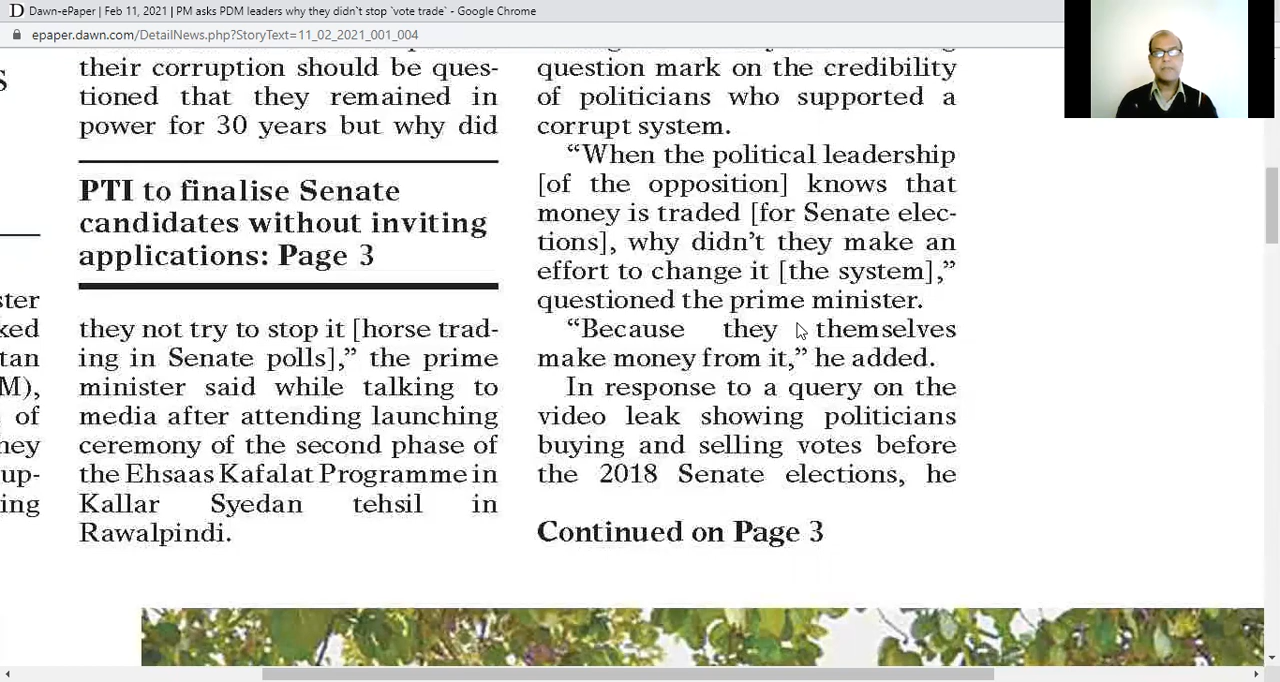 Dawn-ePaper | Feb 11, 2021 | PM asks PDM leaders why they didn`t stop `vote trade` - Google Chrome
epaper.dawn.com/DetailNews.php?StoryText=11_02_2021_001_004
S
ster
ked
tan
M),
of
hey
up-
ing
their corruption should be ques-
tioned that they remained in
power for 30 years but why did
PTI to finalise Senate
candidates without inviting
applications: Page 3
they not try to stop it [horse trad-
ing in Senate polls],” the prime
minister said while talking to
media after attending launching
ceremony of the second phase of
the Ehsaas Kafalat Programme in
Kallar Syedan tehsil in
Rawalpindi.
question mark on the credibility
of politicians who supported a
corrupt system.
“When the political leadership
[of the opposition] knows that
money is traded [for Senate elec-
tions], why didn’t they make an
effort to change it [the system],”
questioned the prime minister.
“Because they themselves
make money from it,” he added.
In response to a query on the
video leak showing politicians
buying and selling votes before
the 2018 Senate elections, he
Continued on Page 3